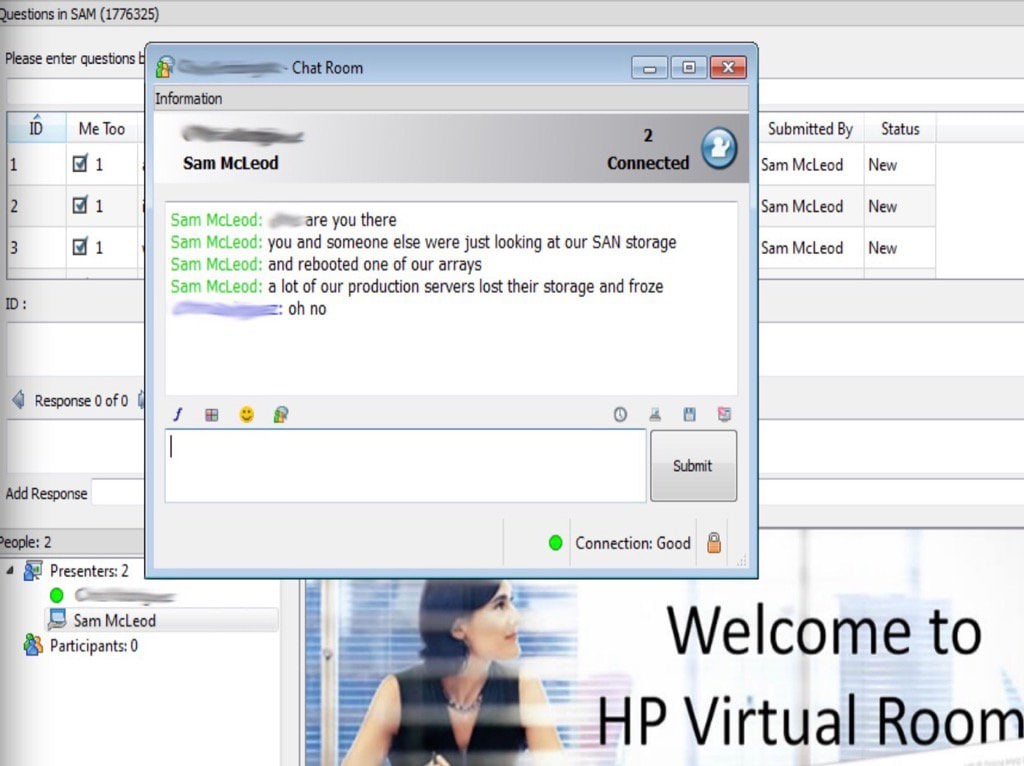 Questions in SAM (1776325)
Please enter questions b
Chat Room
Information
Sam McLeod
2
Connected
ID
Me Too
Submitted By
Status
1
1
Sam McLeod
New
2
1
Sam McLeod
New
3
1
Sam McLeod
New
Sam McLeod: are you there
Sam McLeod: you and someone else were just looking at our SAN storage
Sam McLeod: and rebooted one of our arrays
Sam McLeod: a lot of our production servers lost their storage and froze
: oh no
ID :
Response 0 of 0
Submit
Add Response
Connection: Good
People: 2
Presenters: 2
Sam McLeod
Participants: 0
Welcome to
HP Virtual Room